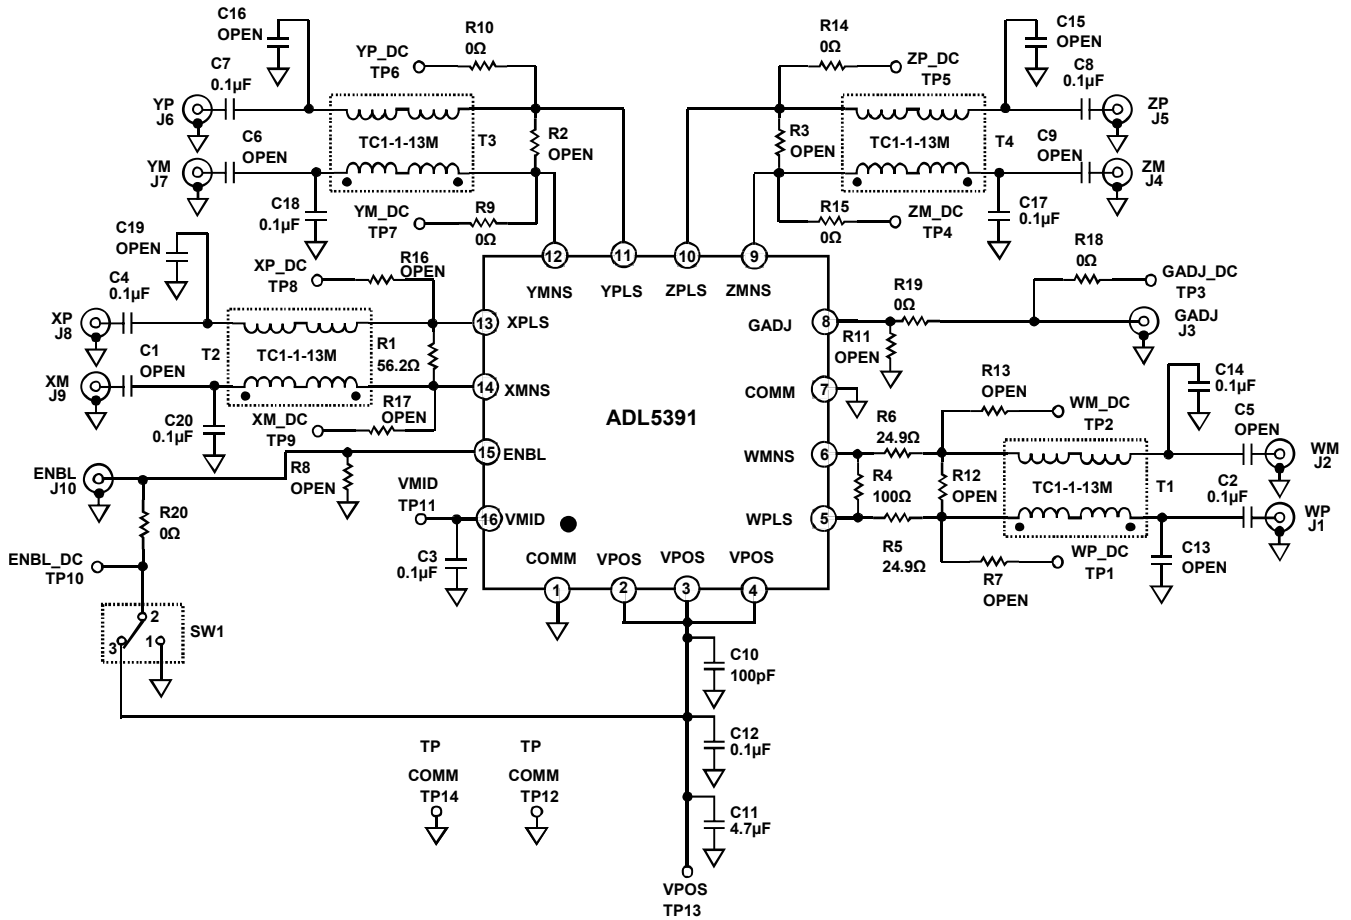 C16
OPEN
R10
0Ω
R14
0Ω
C15
OPEN
YP_DC
TP6
ZP_DC
TP5
C7
0.1µF
C8
0.1µF
YP
J6
ZP
J5
C6
OPEN
TC1-1-13M
T3
R2
OPEN
R3
OPEN
TC1-1-13M
T4
C9
OPEN
YM
J7
ZM
J4
C18
0.1µF
YM_DC
TP7
R9
0Ω
R15
0Ω
ZM_DC
TP4
C17
0.1µF
C19
OPEN
XP_DC
TP8
R16
OPEN
12
11
10
9
YMNS
YPLS
ZPLS
ZMNS
R18
0Ω
GADJ_DC
TP3
C4
0.1µF
R19
0Ω
XP
J8
13
XPLS
GADJ
8
GADJ
J3
R11
OPEN
C1
OPEN
T2
TC1-1-13M
R1
56.2Ω
XM
J9
14
XMNS
COMM
7
R13
OPEN
C14
0.1µF
R17
OPEN
C20
0.1µF
XM_DC
TP9
ADL5391
R6
24.9Ω
WM_DC
TP2
C5
OPEN
15
ENBL
WMNS
6
WM
J2
ENBL
J10
R8
OPEN
VMID
TP11
R4
100Ω
R12
OPEN
TC1-1-13M
T1
C2
0.1µF
R20
0Ω
16
VMID
WPLS
5
WP
J1
ENBL_DC
TP10
C3
0.1µF
COMM
VPOS
VPOS
VPOS
R5
24.9Ω
R7
OPEN
WP_DC
TP1
C13
OPEN
1
2
3
4
2
3
1
SW1
C10
100pF
C12
0.1µF
TP
COMM
TP14
TP
COMM
TP12
C11
4.7µF
VPOS
TP13